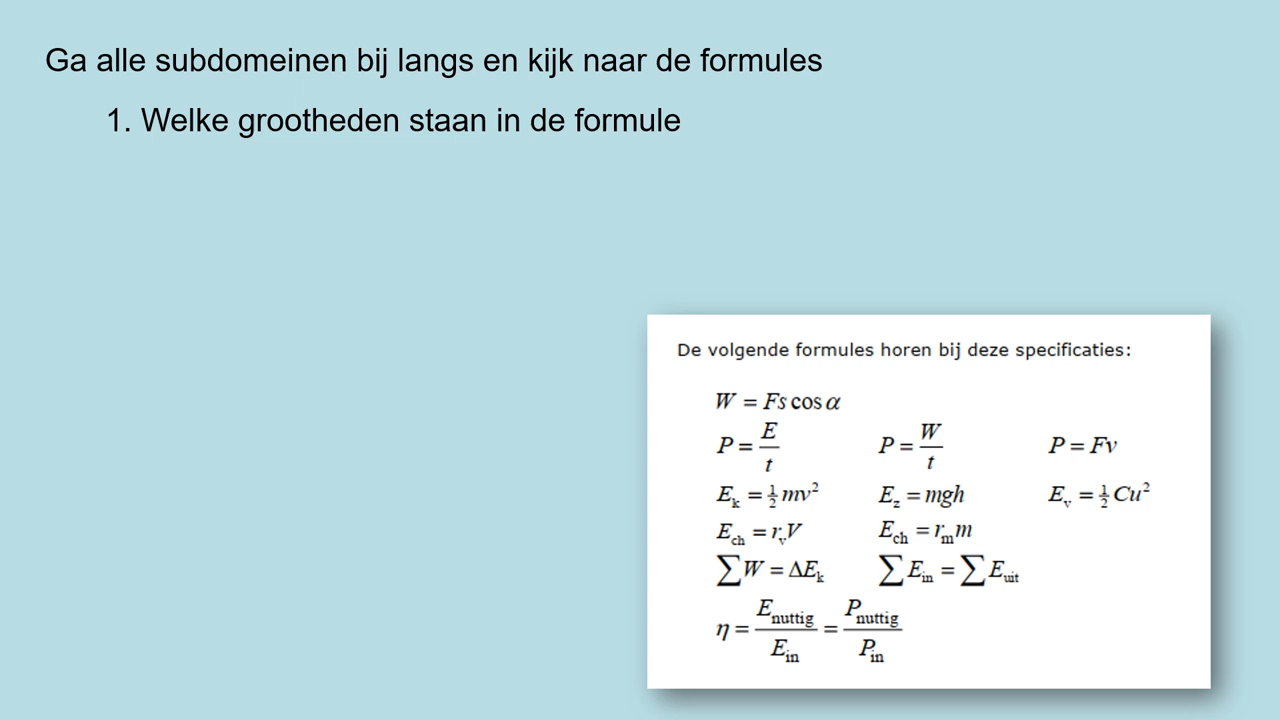 Ga alle subdomeinen bij langs en kijk naar de formules
1. Welke grootheden staan in de formule
De volgende formules horen bij deze specificaties:
W = Fs cos α
P = E/t P = W/t P = Fv
E_k = ½mv² E_z = mgh E_v = ½Cu²
E_ch = r_v V E_ch = r_m m
∑W = ΔE_k ∑E_in = ∑E_uit
η = E_nuttig/E_in = P_nuttig/P_in